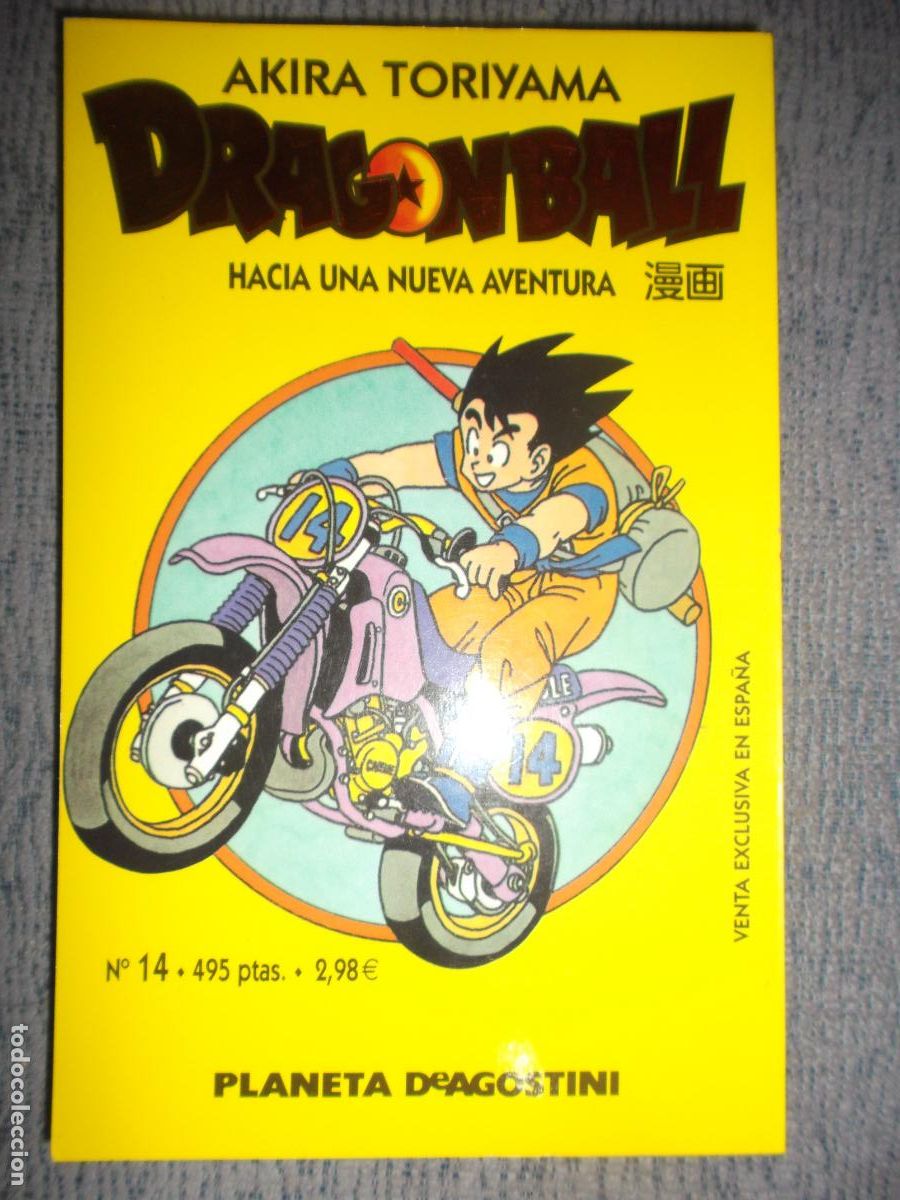 AKIRA TORIYAMA
DRAGONBALL
HACIA UNA NUEVA AVENTURA 漫画
14
C
14
VENTA EXCLUSIVA EN ESPAÑA
Nº 14 • 495 ptas. • 2,98 €
PLANETA DeAGOSTINI
todocoleccion